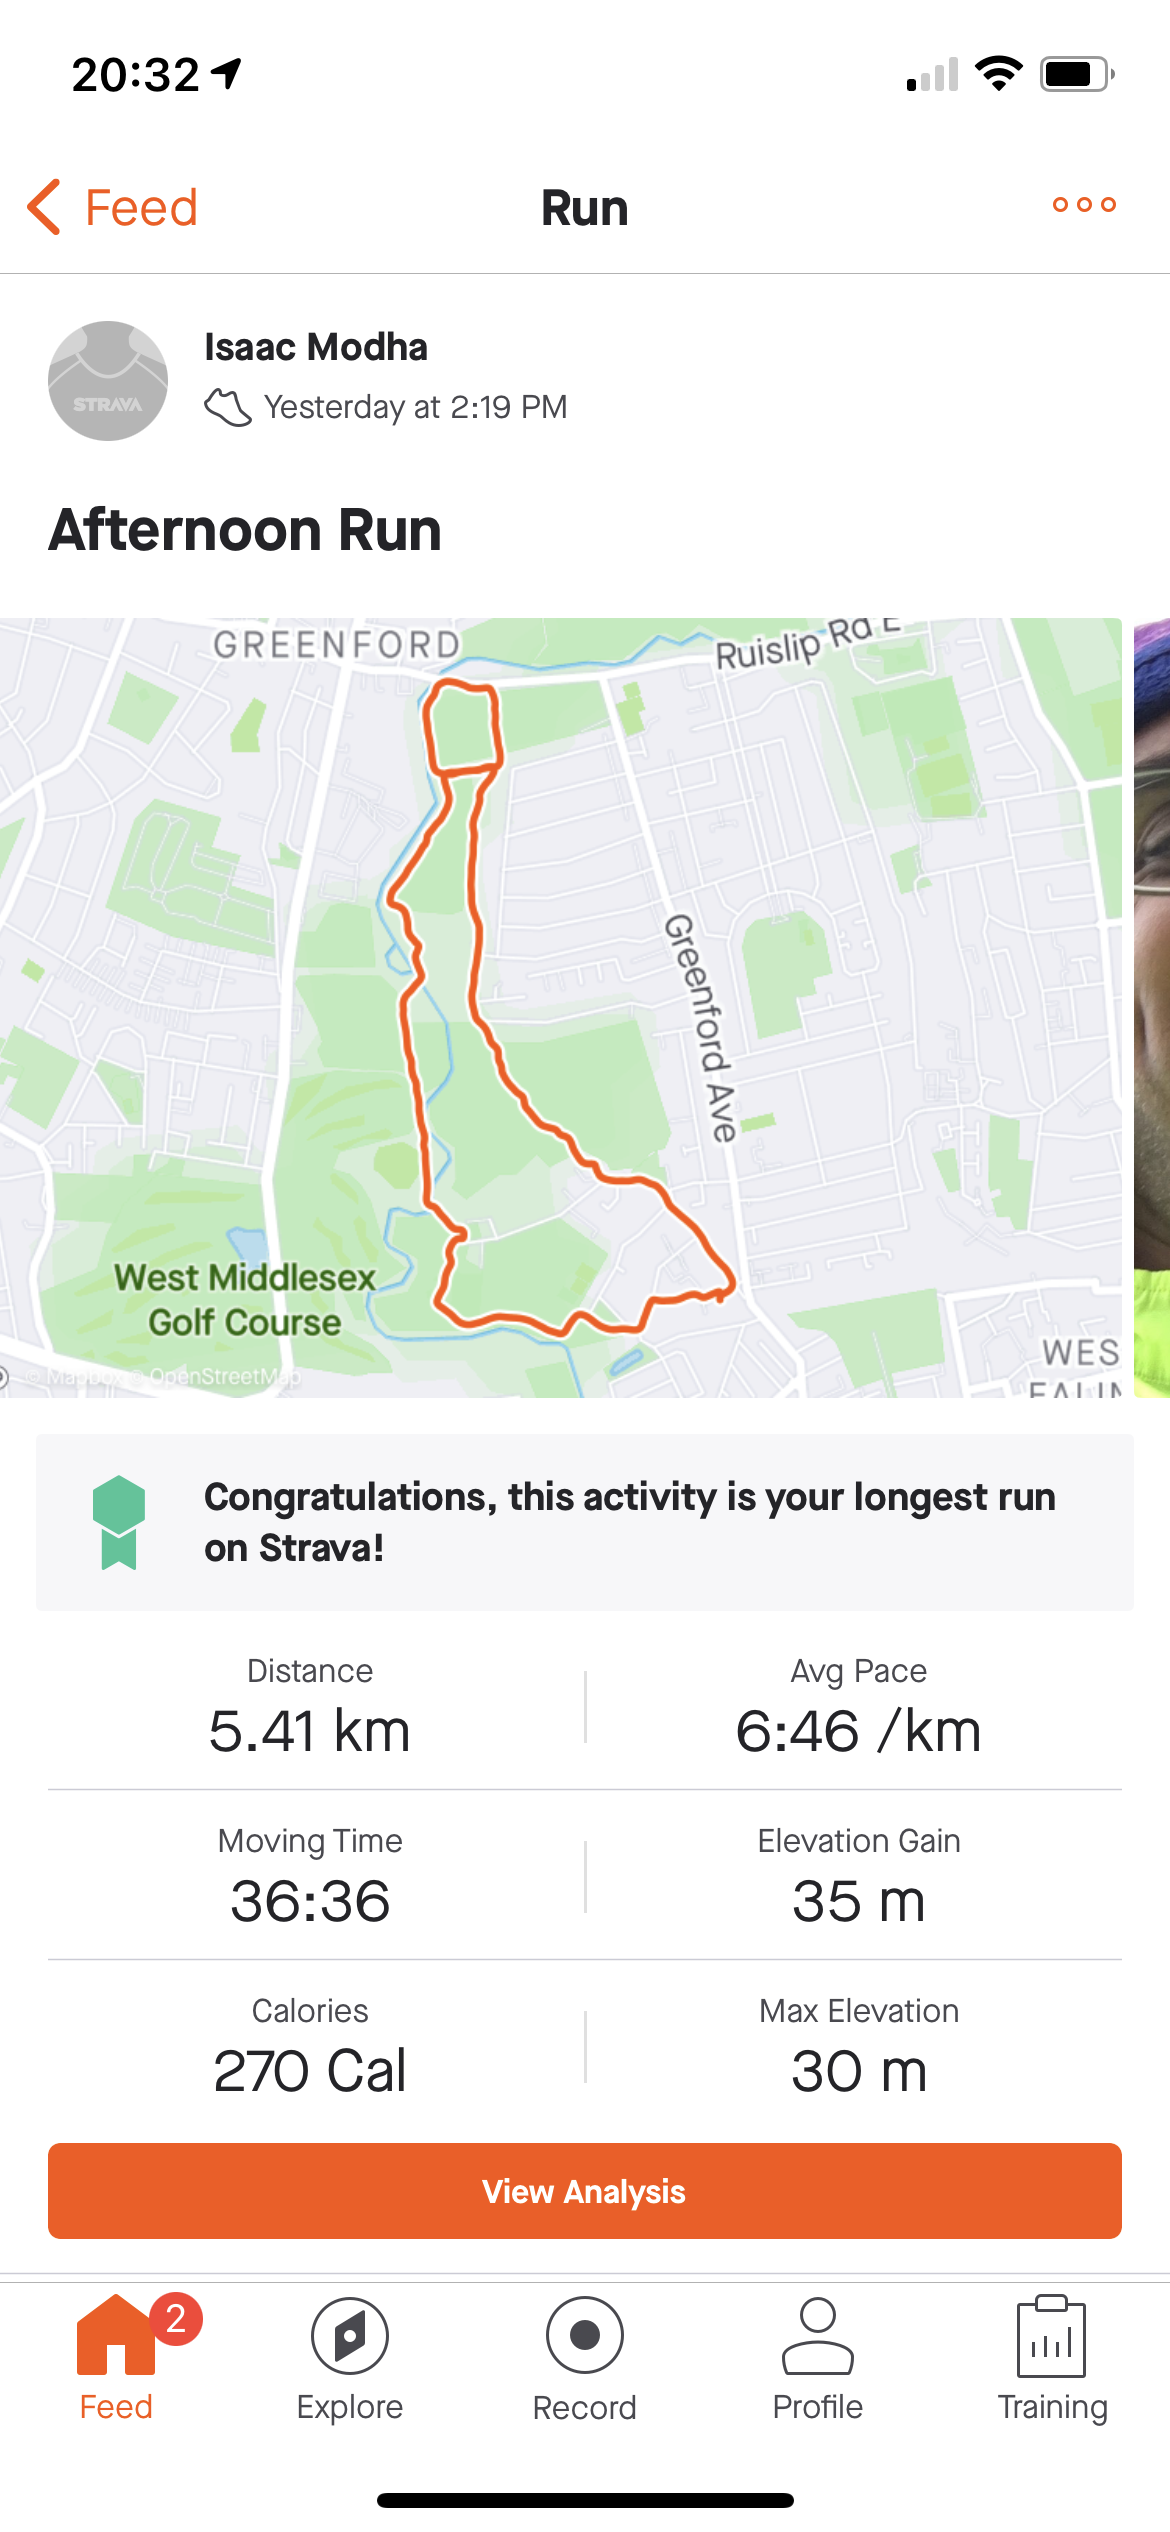 20:32
Feed
Run
Isaac Modha
STRAVA
Yesterday at 2:19 PM
Afternoon Run
GREENFORD
Ruislip Rd E
Greenford Ave
West Middlesex
Golf Course
WES
EALIN
© Mapbox © OpenStreetMap
Congratulations, this activity is your longest run
on Strava!
Distance
5.41 km
Avg Pace
6:46 /km
Moving Time
36:36
Elevation Gain
35 m
Calories
270 Cal
Max Elevation
30 m
View Analysis
2
Feed
Explore
Record
Profile
Training